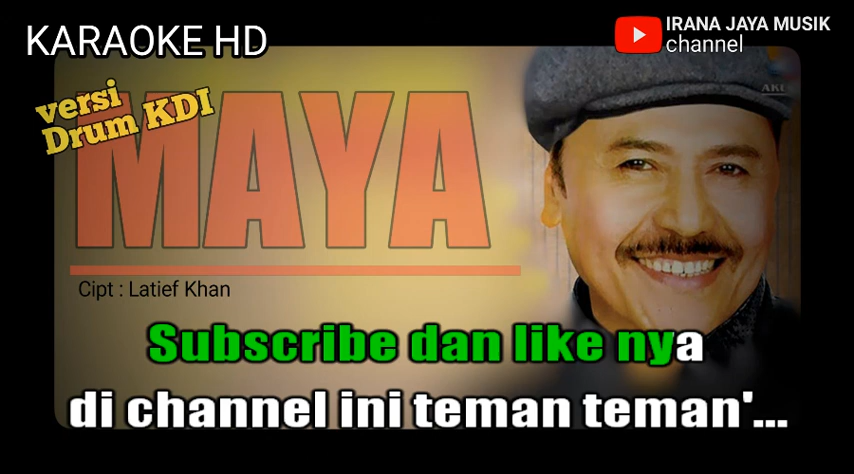 KARAOKE HD
IRANA JAYA MUSIK
channel
versi
Drum KDI
MAYA
Cipt : Latief Khan
Subscribe dan like nya
di channel ini teman teman'...